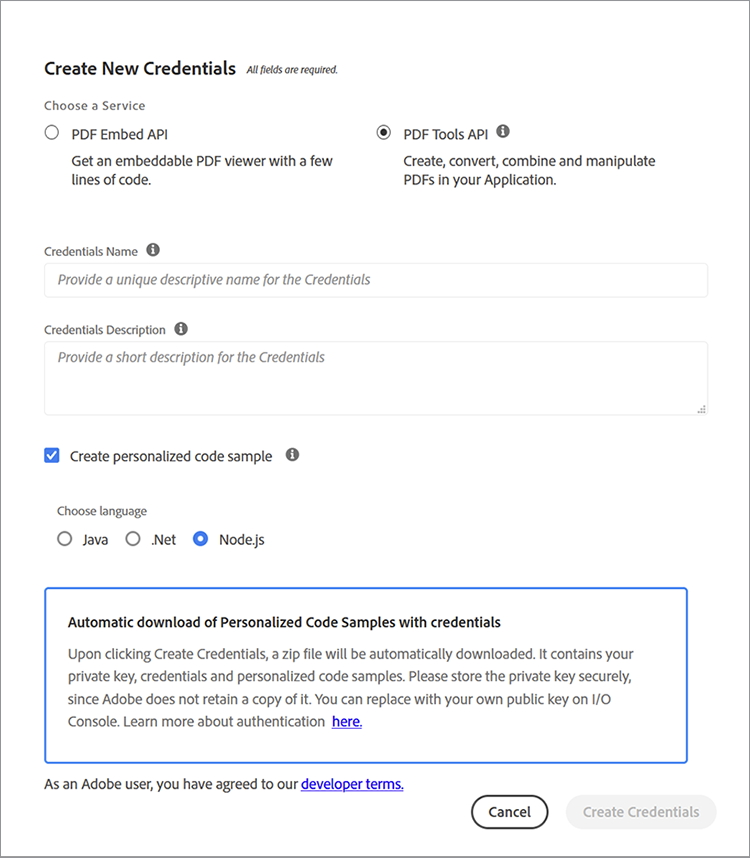 Create New Credentials All fields are required.
Choose a Service
PDF Embed API
Get an embeddable PDF viewer with a few
lines of code.
PDF Tools API
Create, convert, combine and manipulate
PDFs in your Application.
Credentials Name
Provide a unique descriptive name for the Credentials
Credentials Description
Provide a short description for the Credentials
Create personalized code sample
Choose language
Java .Net Node.js
Automatic download of Personalized Code Samples with credentials
Upon clicking Create Credentials, a zip file will be automatically downloaded. It contains your
private key, credentials and personalized code samples. Please store the private key securely,
since Adobe does not retain a copy of it. You can replace with your own public key on I/O
Console. Learn more about authentication here.
As an Adobe user, you have agreed to our developer terms.
Cancel Create Credentials